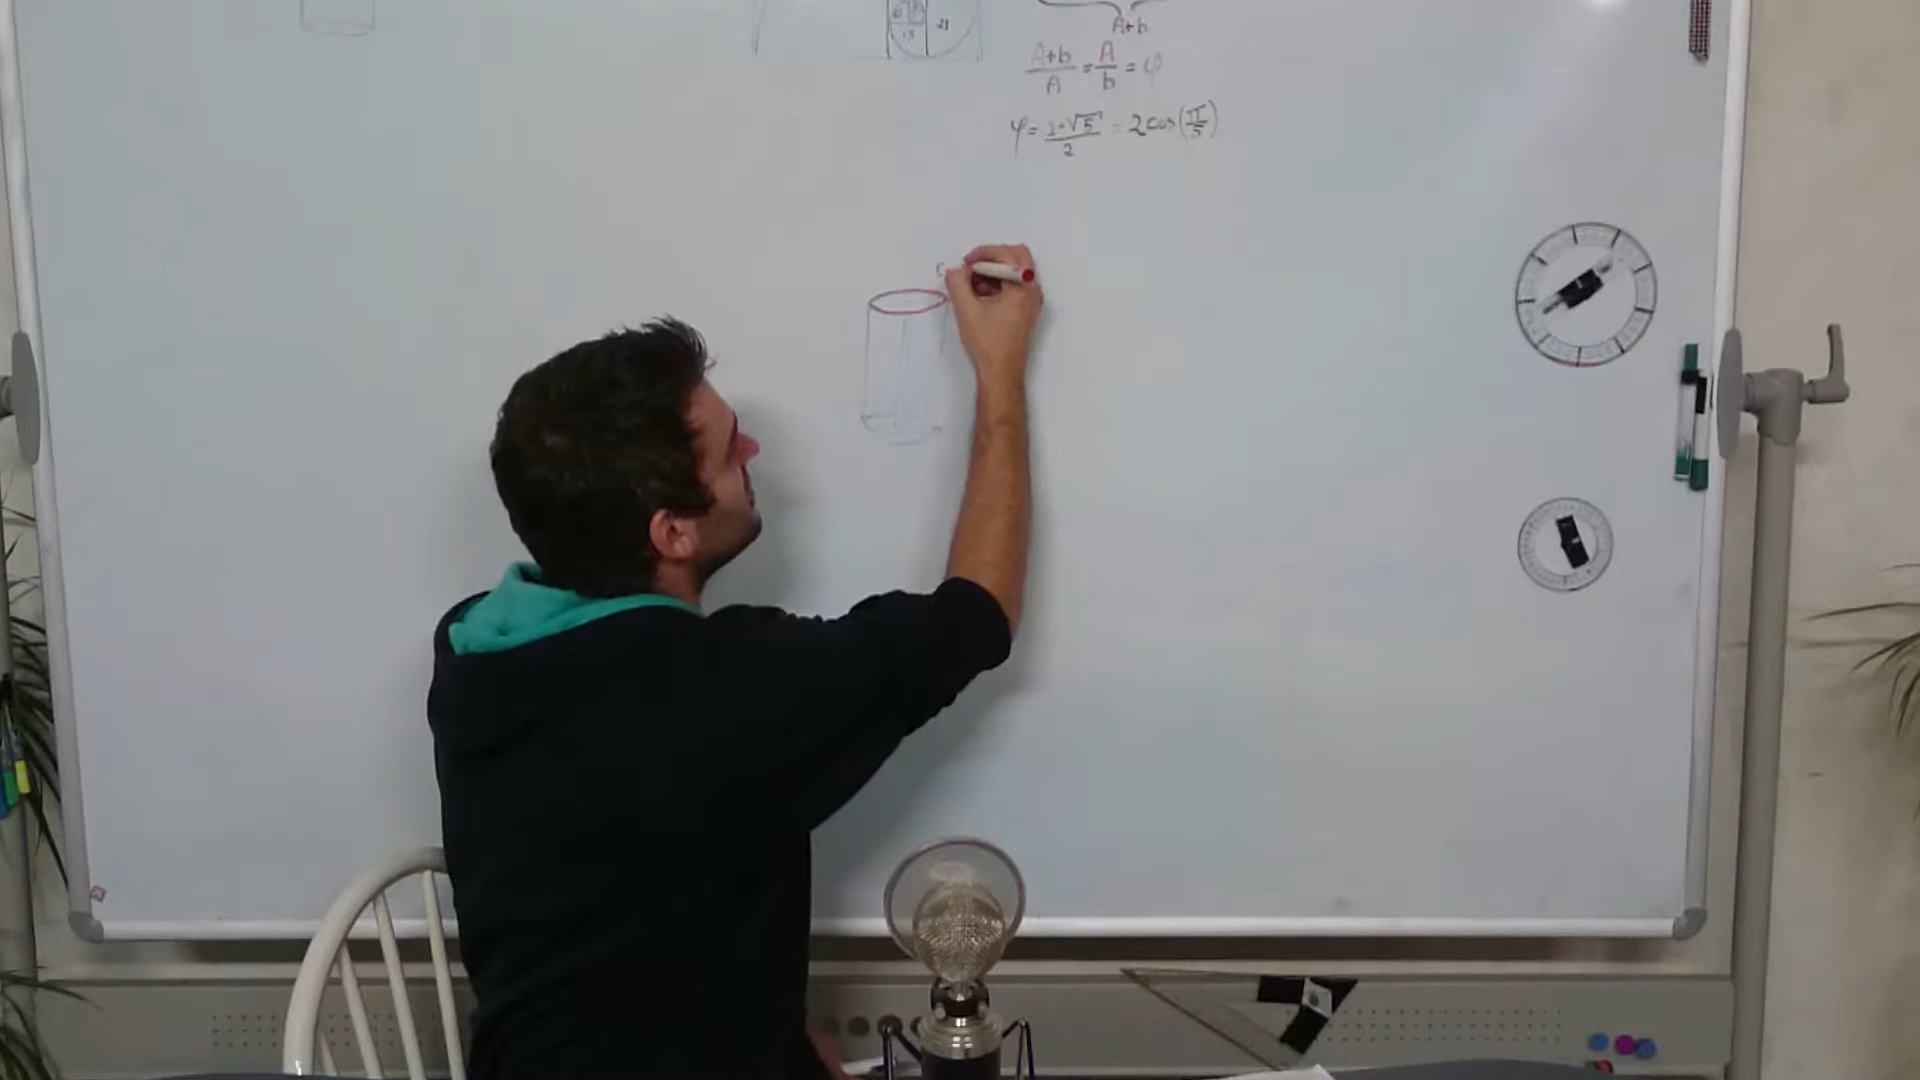 13
21
A+b
A+b/A = A/b = φ
φ = 1+√5/2 = 2cos(π/5)